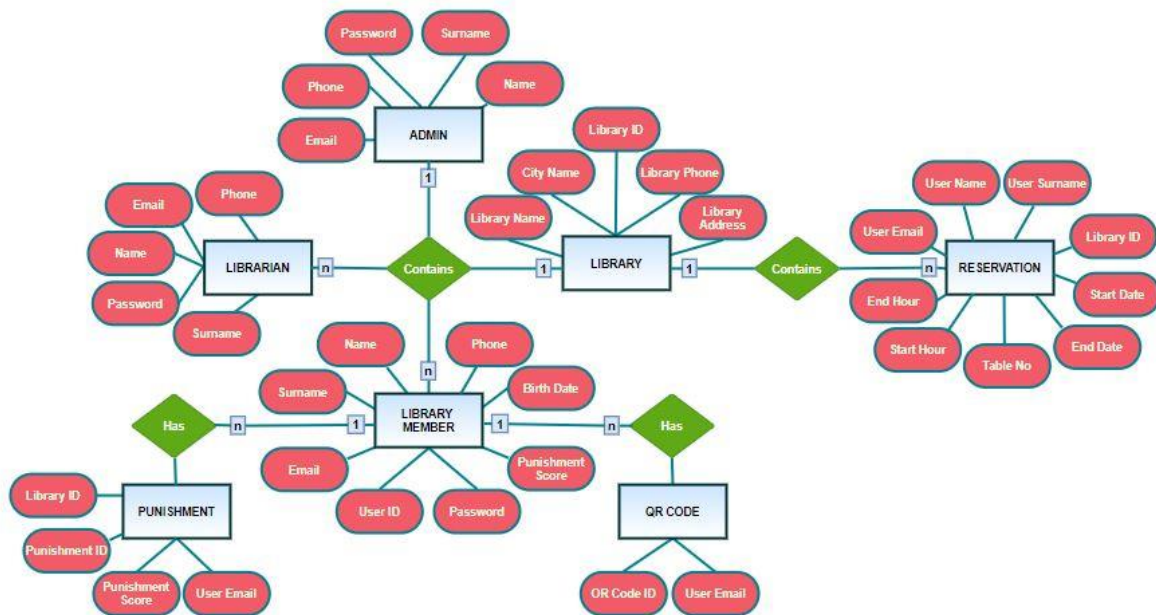 Password
Surname
Phone
Name
Email
ADMIN
1
Library ID
City Name
Library Phone
Library Name
Library
Address
LIBRARY
1
1
Contains
Phone
Email
Name
Password
Surname
LIBRARIAN
n
Contains
n
User Name
User Surname
User Email
Library ID
End Hour
Start Date
Start Hour
Table No
End Date
RESERVATION
n
Name
Phone
Surname
Birth Date
LIBRARY
MEMBER
Email
Punishment
Score
User ID
Password
1
1
n
n
Has
Has
Library ID
PUNISHMENT
Punishment ID
Punishment
Score
User Email
QR CODE
OR Code ID
User Email